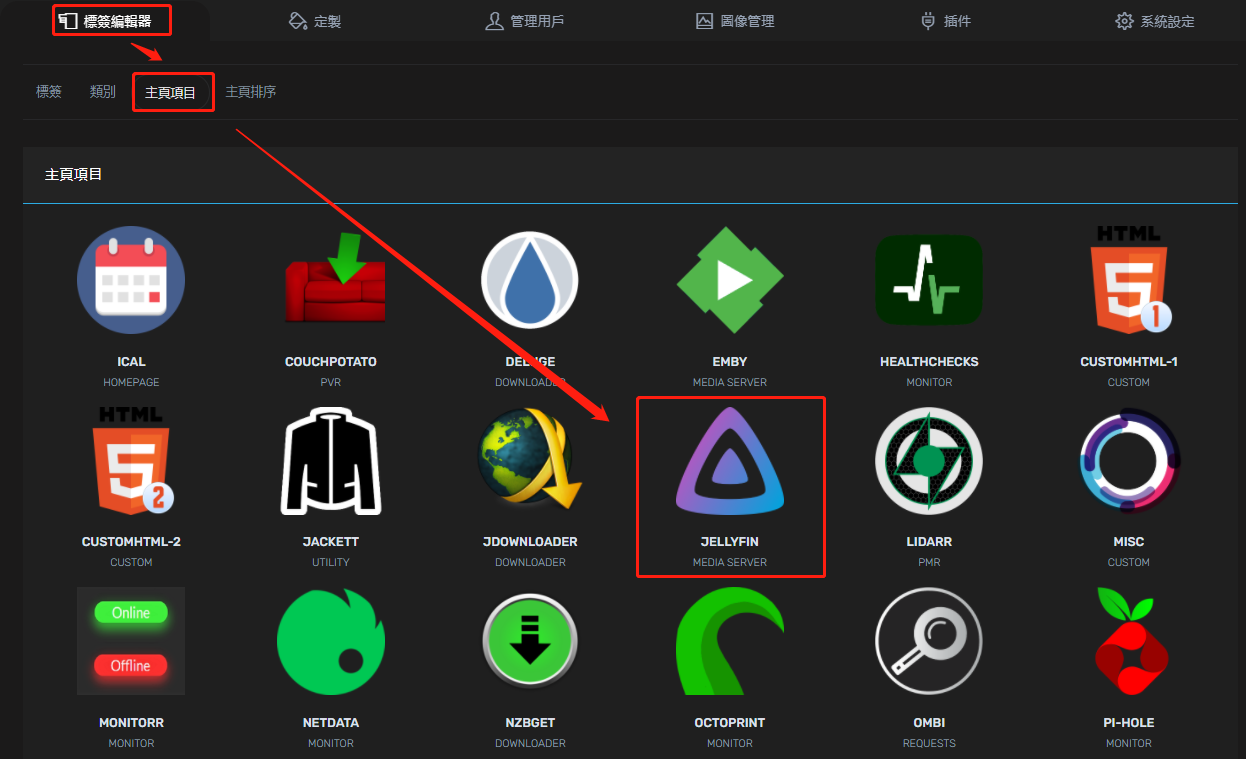 標簽編輯器 定製 管理用戶 圖像管理 插件 系統設定
標簽 類別 主頁項目 主頁排序
主頁項目
HTML
1
ICAL COUCHPOTATO DELUGE EMBY HEALTHCHECKS CUSTOMHTML-1
HOMEPAGE PVR DOWNLOADER MEDIA SERVER MONITOR CUSTOM
HTML
2
CUSTOMHTML-2 JACKETT JDOWNLOADER JELLYFIN LIDARR MISC
CUSTOM UTILITY DOWNLOADER MEDIA SERVER PMR CUSTOM
Online
Offline
MONITORR NETDATA NZBGET OCTOPRINT OMBI PI-HOLE
MONITOR MONITOR DOWNLOADER MONITOR REQUESTS MONITOR